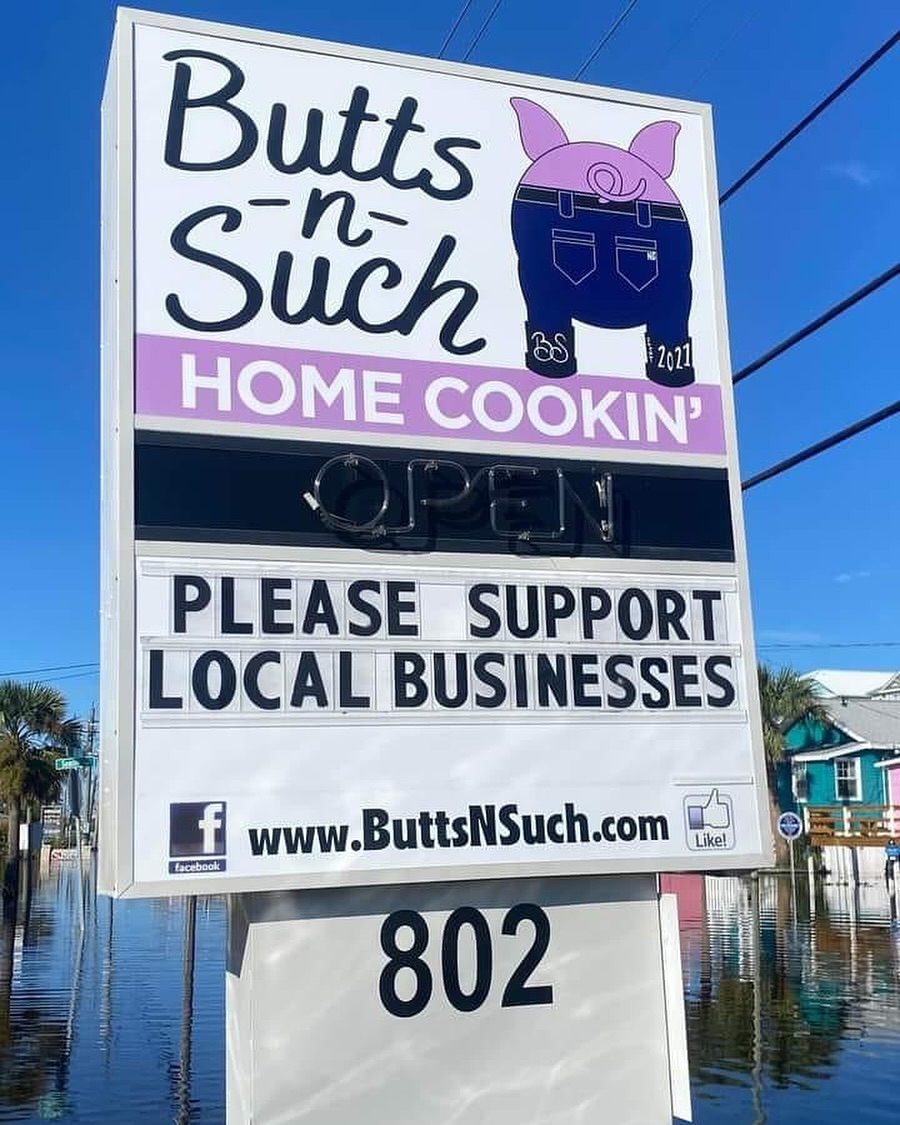 Butts
-n-
Such
BS
2021
HOME COOKIN'
OPEN
PLEASE SUPPORT
LOCAL BUSINESSES
f
facebook
www.ButtsNSuch.com
Like!
802